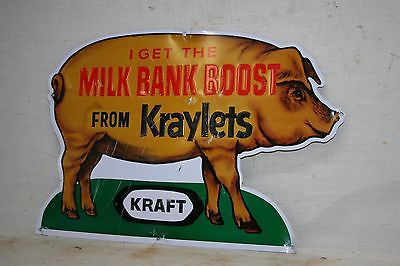 I GET THE
MILK BANK BOOST
FROM Kraylets
KRAFT